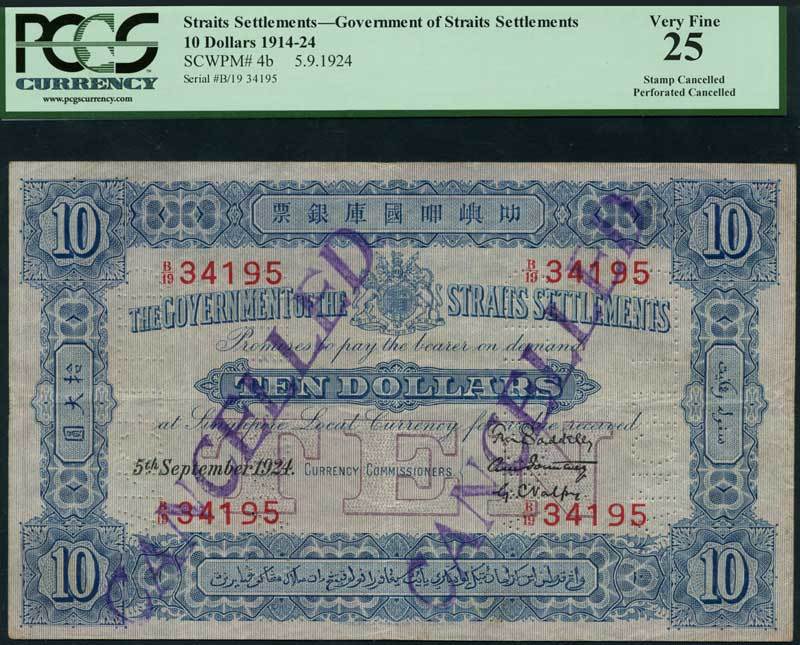 PCGS
CURRENCY
www.pcgscurrency.com
Straits Settlements—Government of Straits Settlements
10 Dollars 1914-24
SCWPM# 4b 5.9.1924
Serial #B/19 34195
Very Fine
25
Stamp Cancelled
Perforated Cancelled
10
叻嶼呷國庫銀票
10
B/19 34195
B/19 34195
THE GOVERNMENT OF THE STRAITS SETTLEMENTS
Promises to pay the bearer on demand
TEN DOLLARS
at Singapore Local Currency for value received
TEN
5th September 1924.
CURRENCY COMMISSIONERS.
B/19 34195
B/19 34195
拾大圓
10
10
CANCELLED
CANCELLED